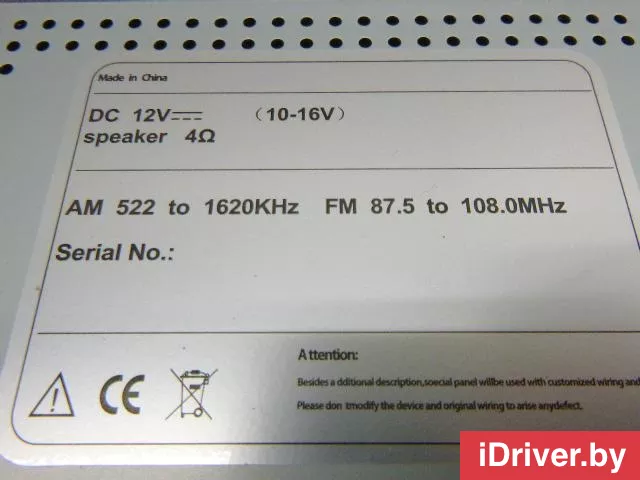 Made in China
DC 12V⎓ (10-16V)
speaker 4Ω
AM 522 to 1620KHz FM 87.5 to 108.0MHz
Serial No.:
Attention:
Besides a dditional description,soecial panel willbe used with customized wiring and
Please don tmodify the device and original wiring to arise anydefect.
CE
iDriver.by